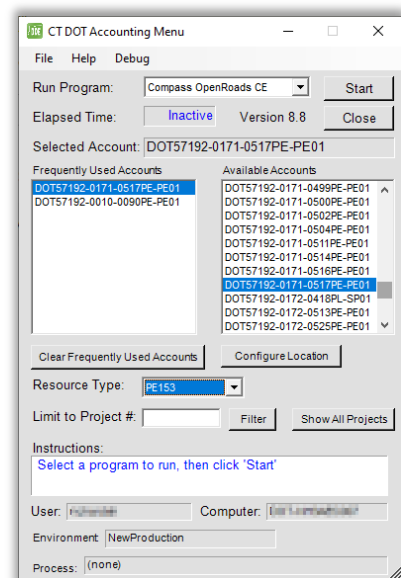 CT DOT Accounting Menu
File Help Debug
Run Program: Compass OpenRoads CE Start
Elapsed Time: Inactive Version 8.8 Close
Selected Account: DOT57192-0171-0517PE-PE01
Frequently Used Accounts Available Accounts
DOT57192-0171-0517PE-PE01
DOT57192-0010-0090PE-PE01
DOT57192-0171-0499PE-PE01
DOT57192-0171-0500PE-PE01
DOT57192-0171-0502PE-PE01
DOT57192-0171-0504PE-PE01
DOT57192-0171-0511PE-PE01
DOT57192-0171-0514PE-PE01
DOT57192-0171-0516PE-PE01
DOT57192-0171-0517PE-PE01
DOT57192-0172-0418PL-SP01
DOT57192-0172-0513PE-PE01
DOT57192-0172-0525PE-PE01
Clear Frequently Used Accounts Configure Location
Resource Type: PE153
Limit to Project #: Filter Show All Projects
Instructions:
Select a program to run, then click 'Start'
User: Computer:
Environment NewProduction
Process: (none)